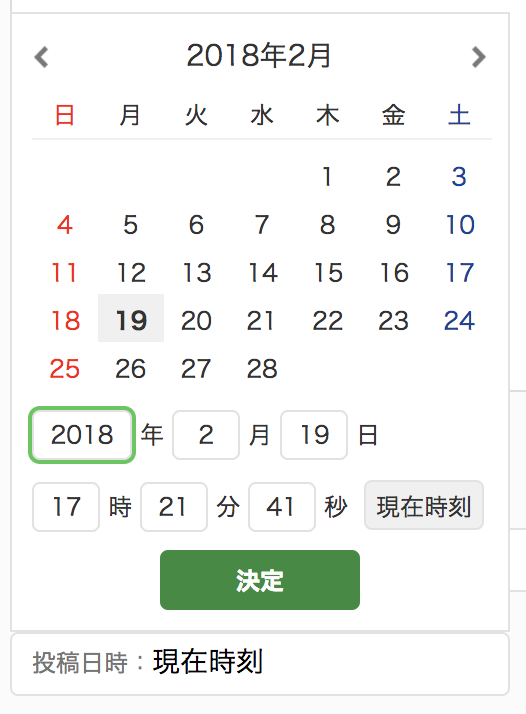 2018年2月
日 月 火 水 木 金 土
1 2 3
4 5 6 7 8 9 10
11 12 13 14 15 16 17
18 19 20 21 22 23 24
25 26 27 28
2018 年 2 月 19 日
17 時 21 分 41 秒 現在時刻
決定
投稿日時：現在時刻